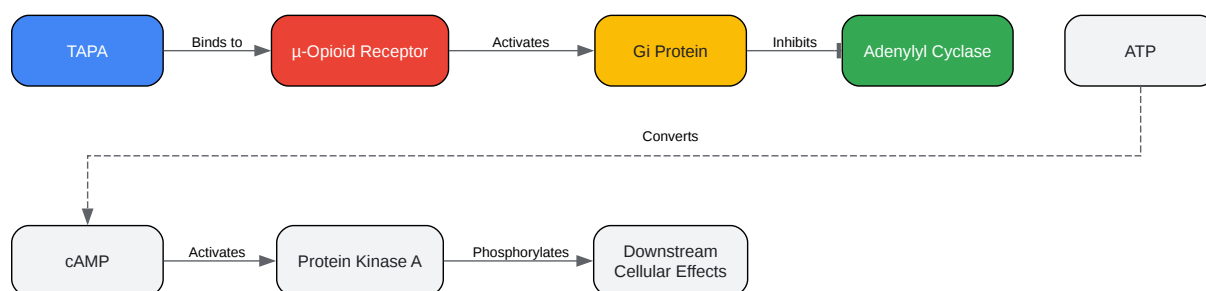 TAPA
Binds to
µ-Opioid Receptor
Activates
Gi Protein
Inhibits
Adenylyl Cyclase
ATP
Converts
cAMP
Activates
Protein Kinase A
Phosphorylates
Downstream
Cellular Effects